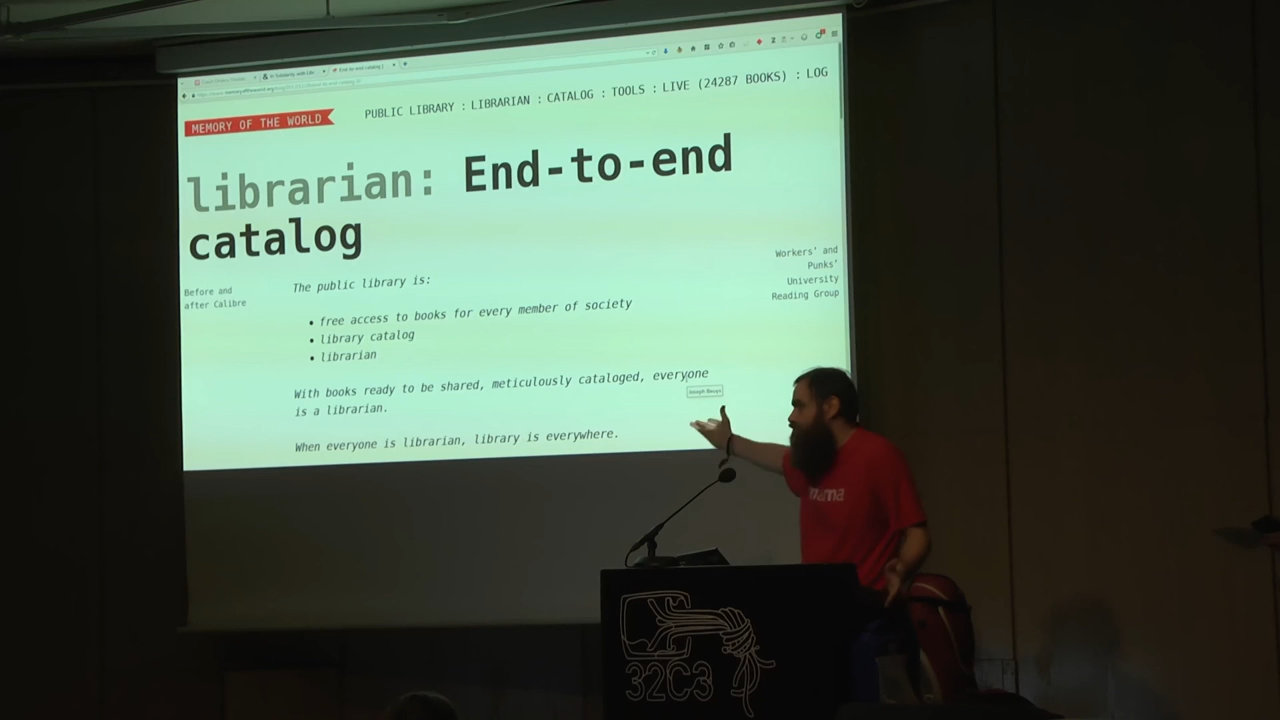 MEMORY OF THE WORLD
PUBLIC LIBRARY : LIBRARIAN : CATALOG : TOOLS : LIVE (24287 BOOKS) : LOG
librarian: End-to-end
catalog
Before and
after Calibre
The public library is:
• free access to books for every member of society
• library catalog
• librarian
With books ready to be shared, meticulously cataloged, everyone
is a librarian.
When everyone is librarian, library is everywhere.
Workers' and
Punks'
University
Reading Group
mama
32C3